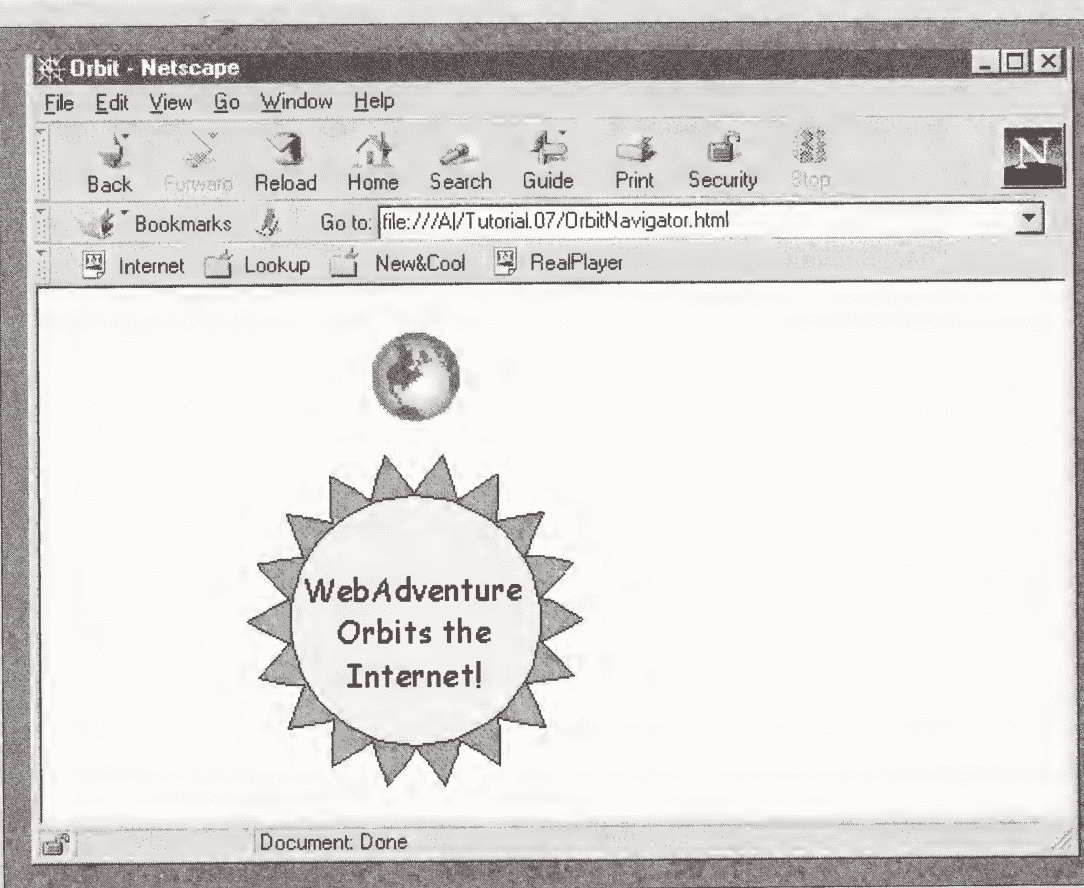 Orbit - Netscape
File Edit View Go Window Help
Back Forward Reload Home Search Guide Print Security Stop
N
Bookmarks Go to: file:///A|/Tutorial.07/OrbitNavigator.html
Internet Lookup New&Cool RealPlayer
WebAdventure
Orbits the
Internet!
Document: Done